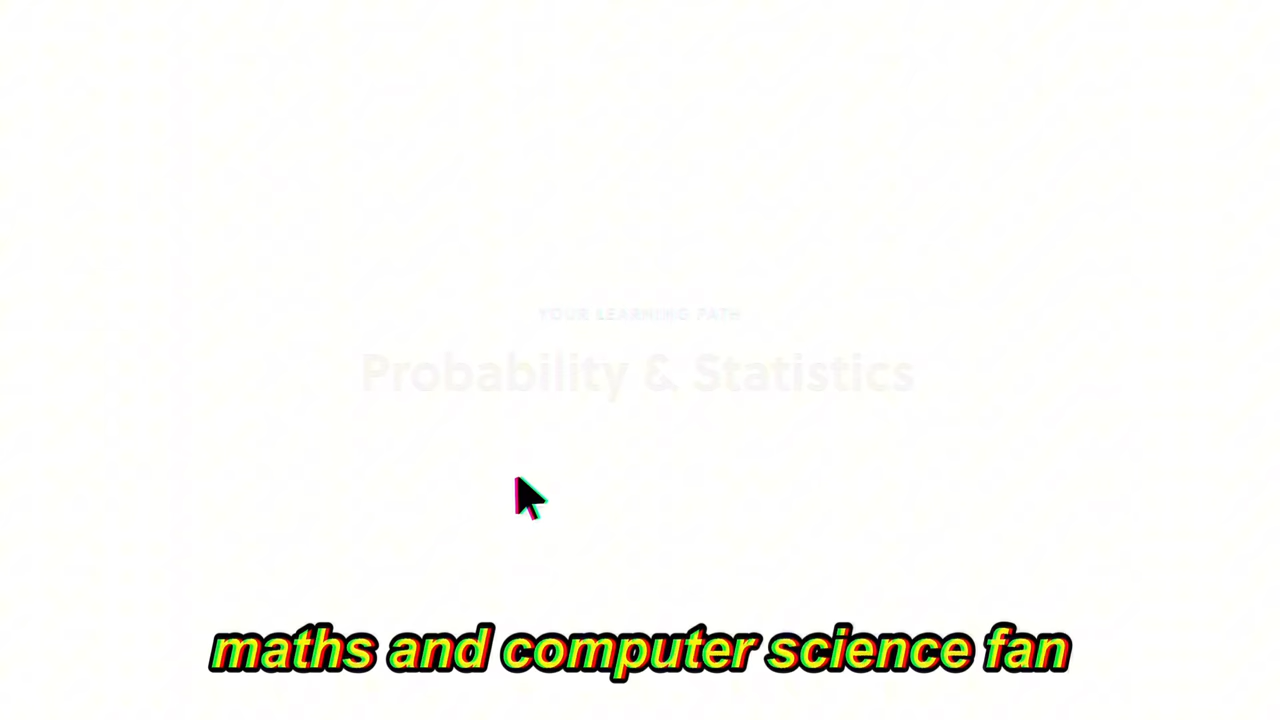 YOUR LEARNING PATH
Probability & Statistics
maths and computer science fan